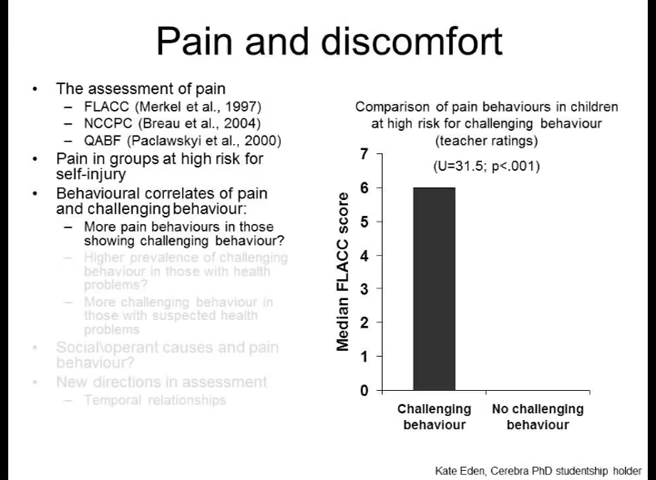 Pain and discomfort
• The assessment of pain
– FLACC (Merkel et al., 1997)
– NCCPC (Breau et al., 2004)
– QABF (Paclawskyi et al., 2000)
• Pain in groups at high risk for
self-injury
• Behavioural correlates of pain
and challenging behaviour:
– More pain behaviours in those
showing challenging behaviour?
– Higher prevalence of challenging
behaviour in those with health
problems?
– More challenging behaviour in
those with suspected health
problems
• Social\operant causes and pain
behaviour?
• New directions in assessment
– Temporal relationships
Comparison of pain behaviours in children
at high risk for challenging behaviour
(teacher ratings)
(U=31.5; p<.001)
Median FLACC score
7
6
5
4
3
2
1
0
Challenging
behaviour
No challenging
behaviour
Kate Eden, Cerebra PhD studentship holder